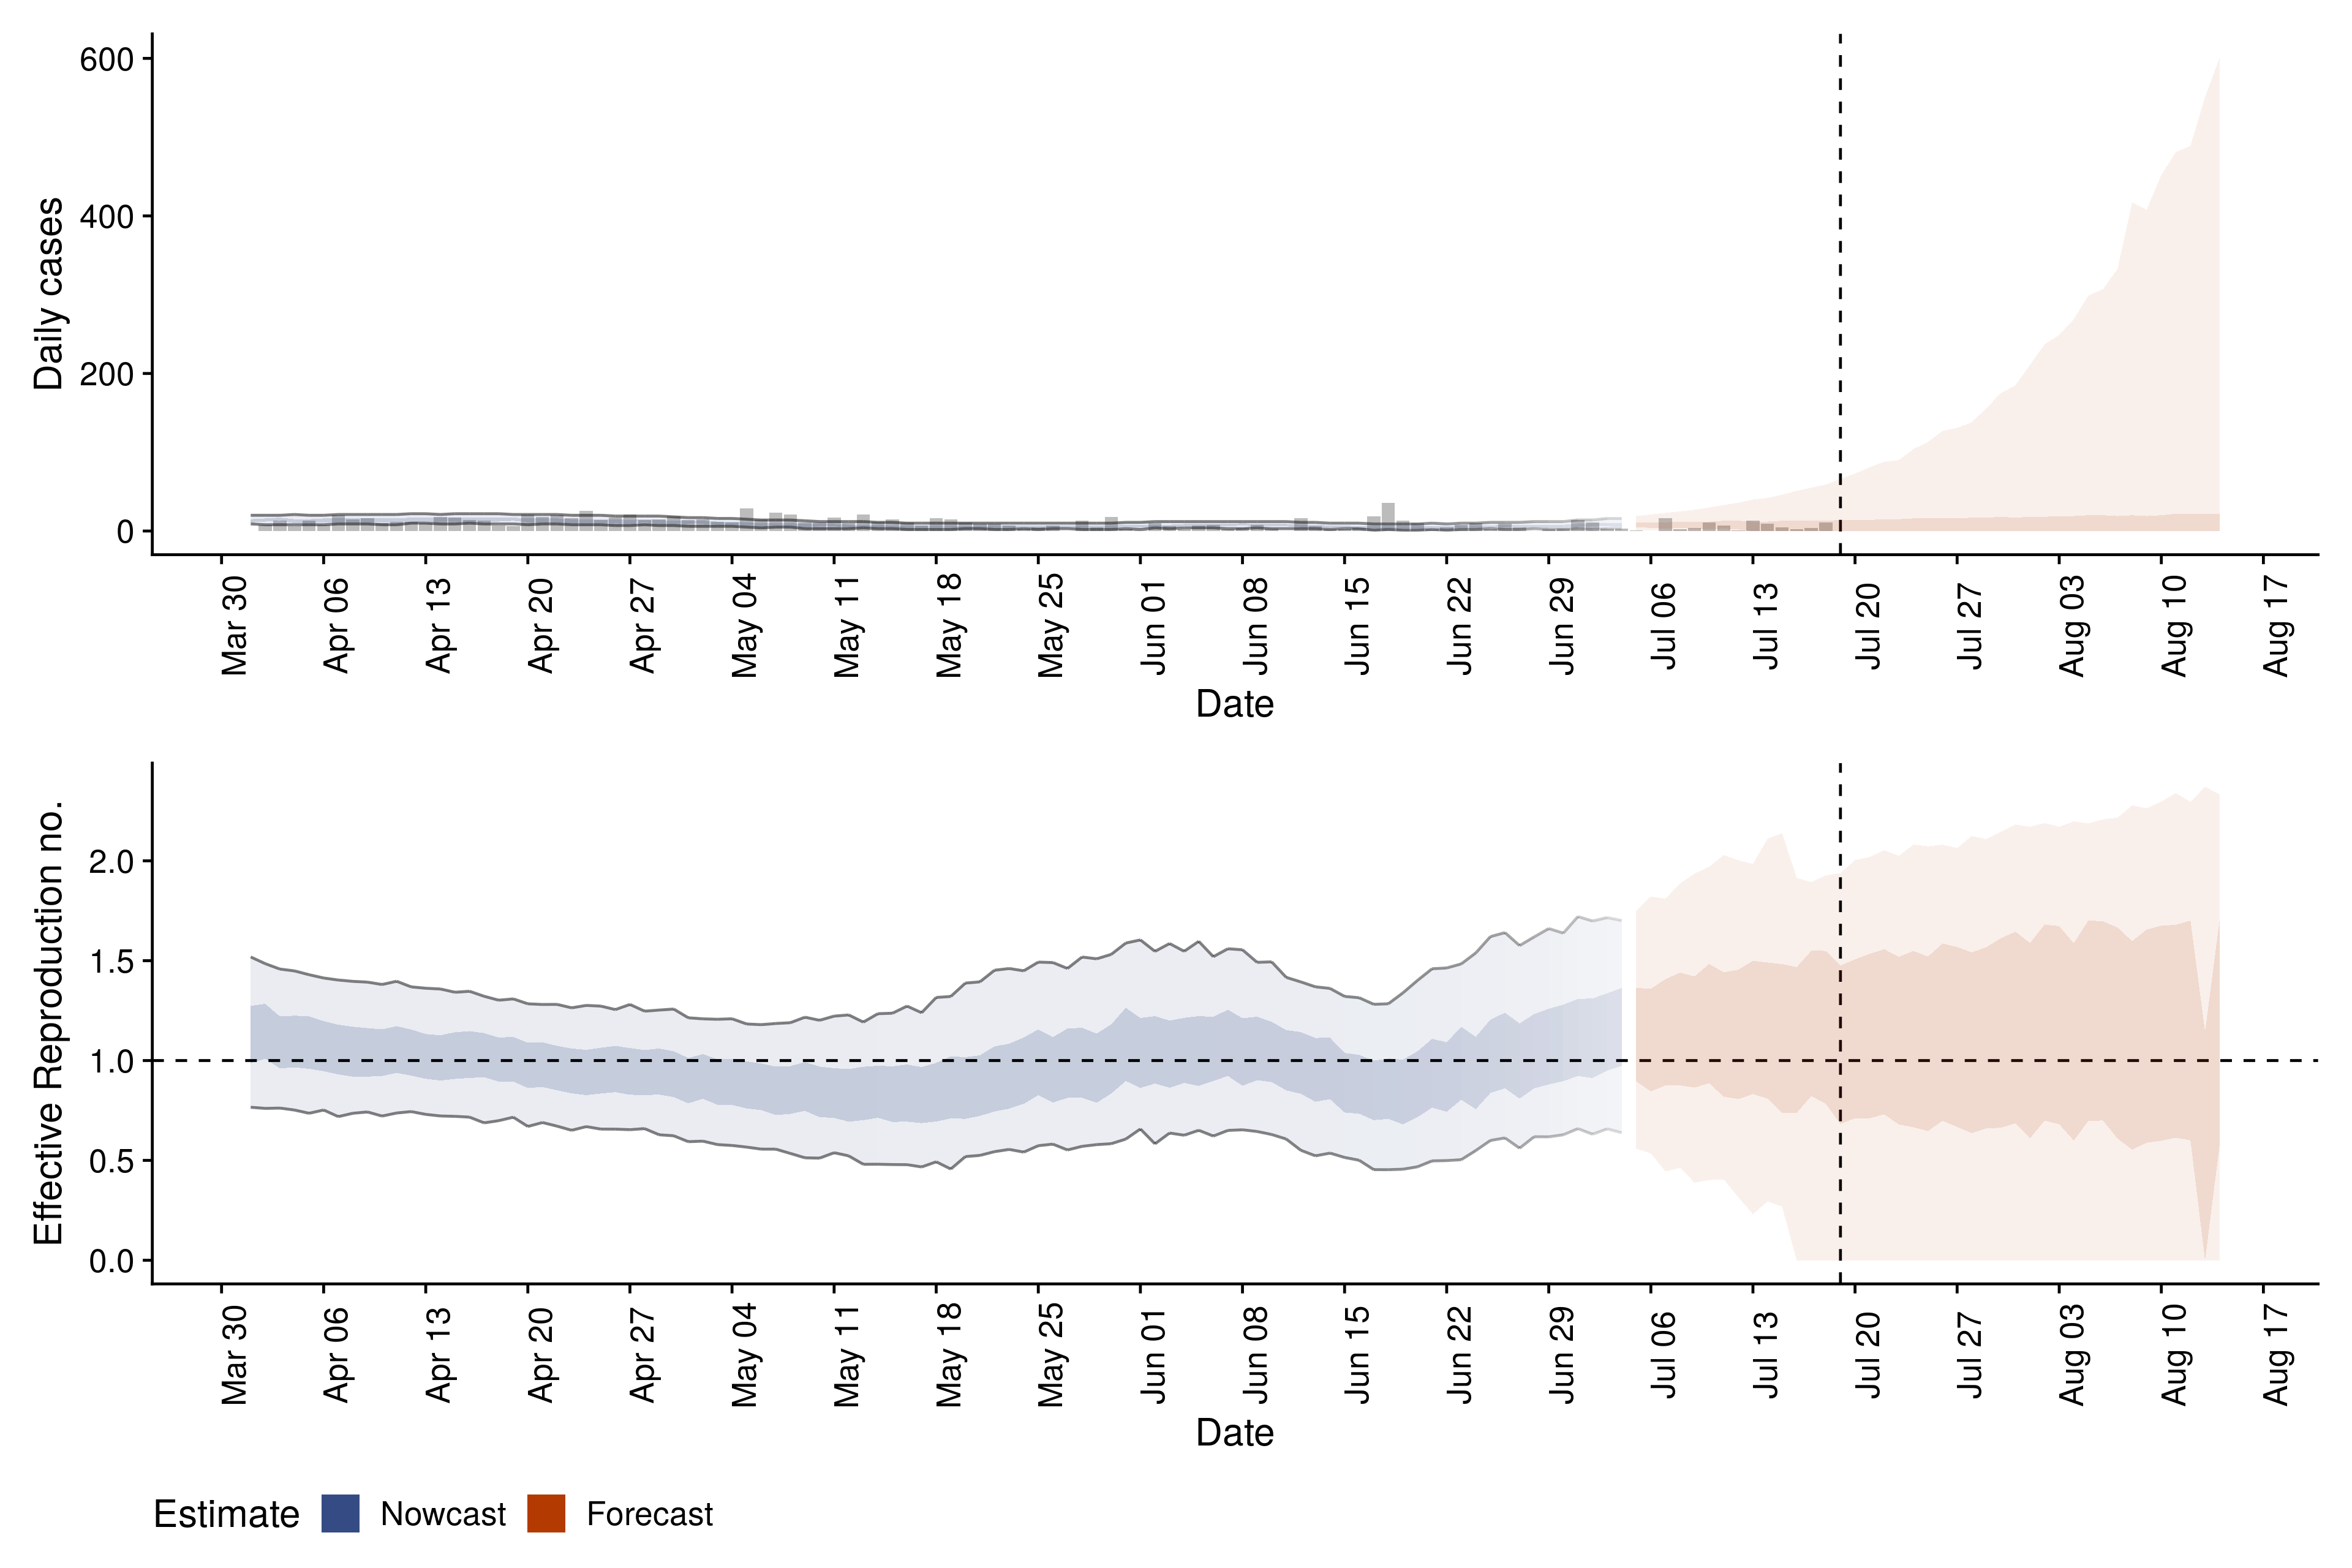 Daily cases
600
400
200
0
Mar 30
Apr 06
Apr 13
Apr 20
Apr 27
May 04
May 11
May 18
May 25
Jun 01
Jun 08
Jun 15
Jun 22
Jun 29
Jul 06
Jul 13
Jul 20
Jul 27
Aug 03
Aug 10
Aug 17
Date
Effective Reproduction no.
2.0
1.5
1.0
0.5
0.0
Mar 30
Apr 06
Apr 13
Apr 20
Apr 27
May 04
May 11
May 18
May 25
Jun 01
Jun 08
Jun 15
Jun 22
Jun 29
Jul 06
Jul 13
Jul 20
Jul 27
Aug 03
Aug 10
Aug 17
Date
Estimate Nowcast Forecast